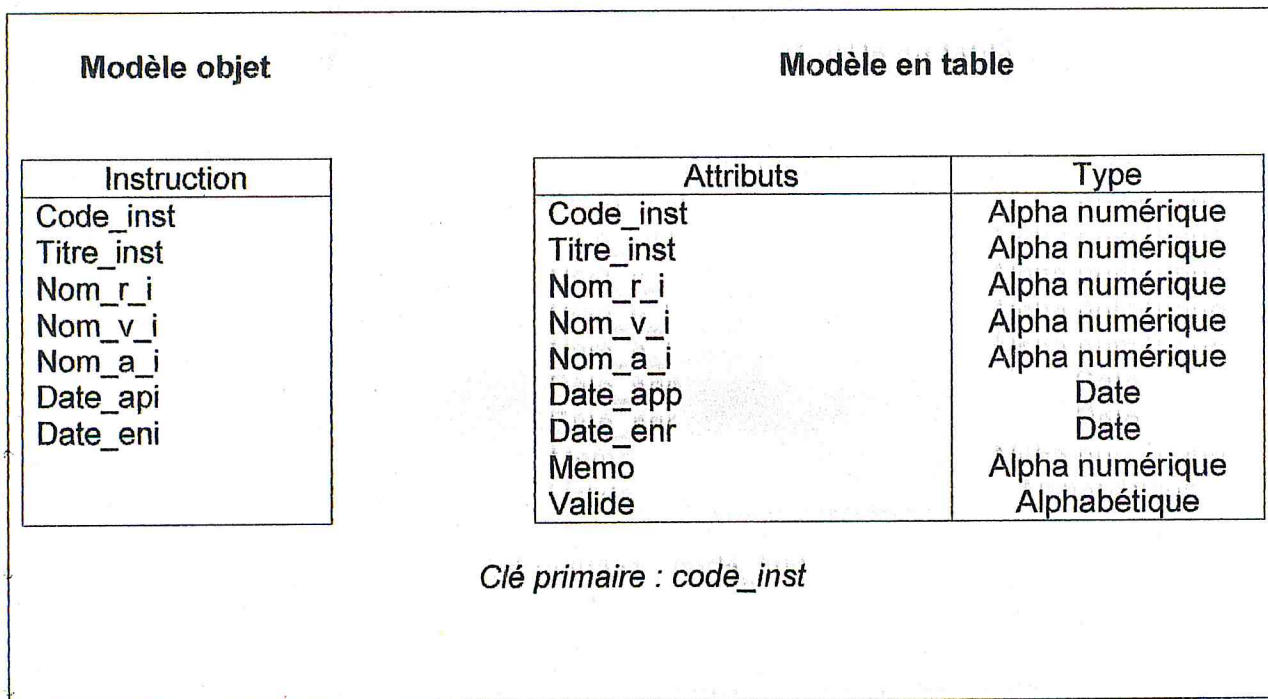 Modèle objet
Modèle en table
Instruction
Code_inst
Titre_inst
Nom_r_i
Nom_v_i
Nom_a_i
Date_api
Date_eni
Attributs Type
Code_inst Alpha numérique
Titre_inst Alpha numérique
Nom_r_i Alpha numérique
Nom_v_i Alpha numérique
Nom_a_i Alpha numérique
Date_app Date
Date_enr Date
Memo Alpha numérique
Valide Alphabétique
Clé primaire : code_inst